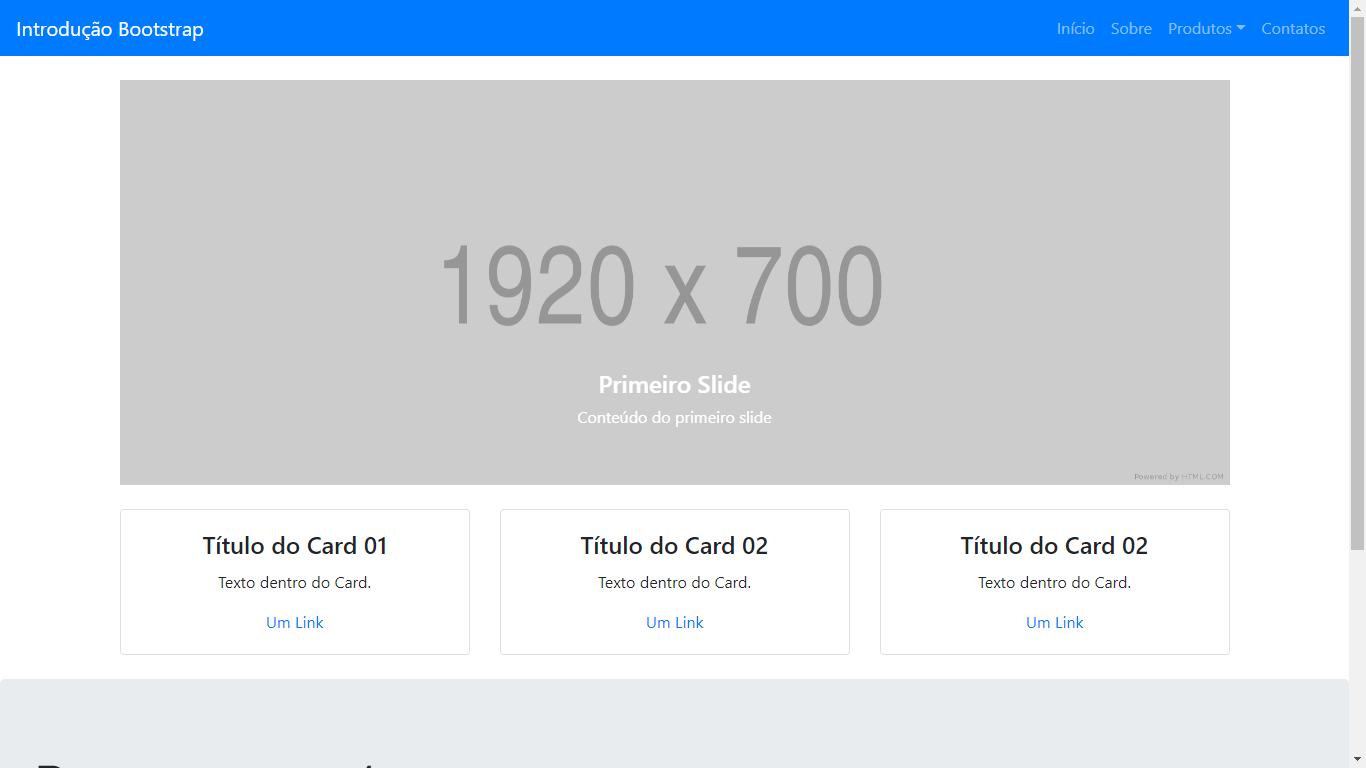 Introdução Bootstrap
Início Sobre Produtos Contatos
1920 x 700
Primeiro Slide
Conteúdo do primeiro slide
Powered by HTML.COM
Título do Card 01
Texto dentro do Card.
Um Link
Título do Card 02
Texto dentro do Card.
Um Link
Título do Card 02
Texto dentro do Card.
Um Link